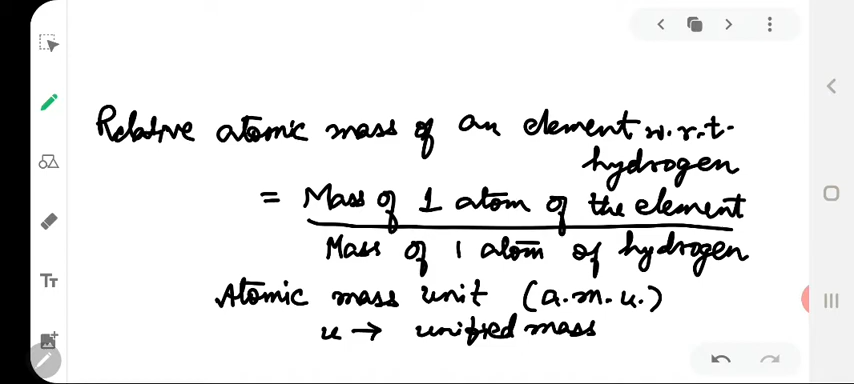 Relative atomic mass of an element w.r.t.
hydrogen
= Mass of 1 atom of the element
Mass of 1 atom of hydrogen
Atomic mass unit (a.m.u.)
u → unified mass
Tт